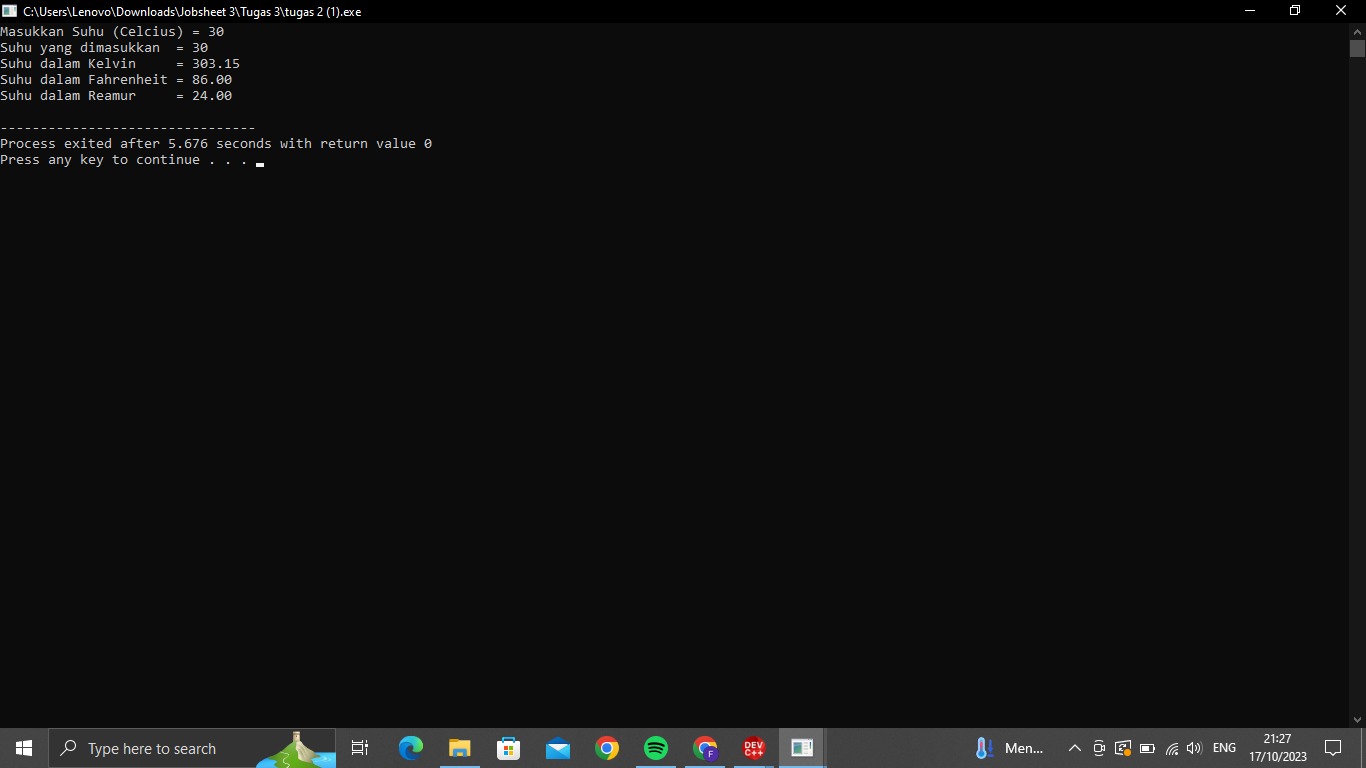 C:\Users\Lenovo\Downloads\Jobsheet 3\Tugas 3\tugas 2 (1).exe
Masukkan Suhu (Celcius) = 30
Suhu yang dimasukkan  = 30
Suhu dalam Kelvin     = 303.15
Suhu dalam Fahrenheit = 86.00
Suhu dalam Reamur     = 24.00
--------------------------------
Process exited after 5.676 seconds with return value 0
Press any key to continue . . .
Type here to search
DEV C++
F
Men...
ENG
21:27
17/10/2023